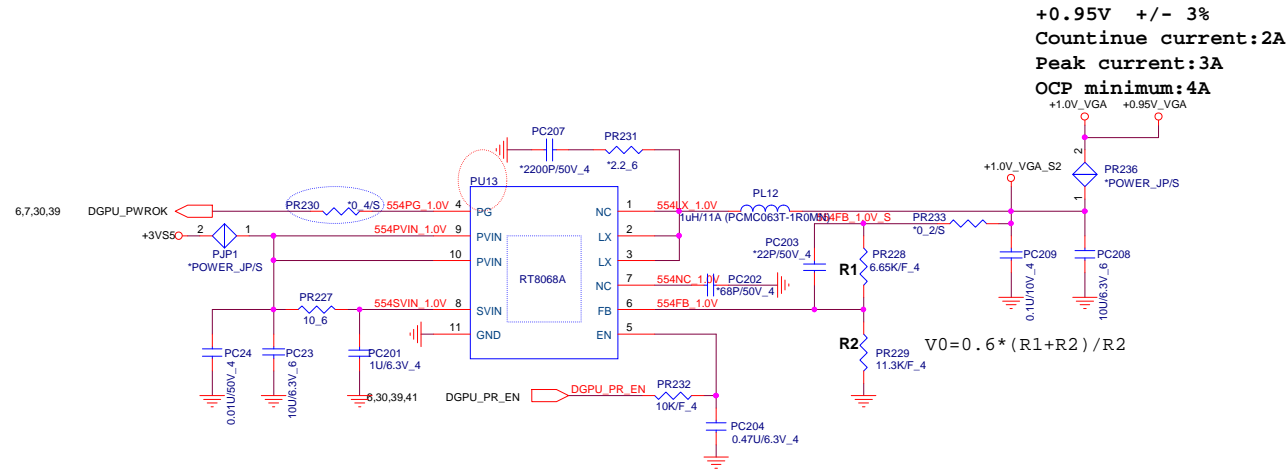 +0.95V +/- 3%
Countinue current:2A
Peak current:3A
OCP minimum:4A
+1.0V_VGA
+0.95V_VGA
PC207
*2200P/50V_4
PR231
*2.2_6
+1.0V_VGA_S2
2
PR236
*POWER_JP/S
1
PU13
6,7,30,39
DGPU_PWROK
PR230
*0_4/S
554PG_1.0V
4
PG
NC
1
554LX_1.0V
PL12
1uH/11A (PCMC063T-1R0MN)
554FB_1.0V_S
PR233
*0_2/S
+3VS5
2
1
PJP1
*POWER_JP/S
554PVIN_1.0V
9
PVIN
10
PVIN
LX
2
LX
3
RT8068A
PC203
*22P/50V_4
R1
PR228
6.65K/F_4
PC209
0.1U/10V_4
PC208
10U/6.3V_6
NC
7
554NC_1.0V
PC202
*68P/50V_4
PR227
10_6
554SVIN_1.0V
8
SVIN
FB
6
554FB_1.0V
11
GND
EN
5
R2
PR229
11.3K/F_4
V0=0.6*(R1+R2)/R2
PC24
0.01U/50V_4
PC23
10U/6.3V_6
PC201
1U/6.3V_4
6,30,39,41
DGPU_PR_EN
DGPU_PR_EN
PR232
10K/F_4
PC204
0.47U/6.3V_4